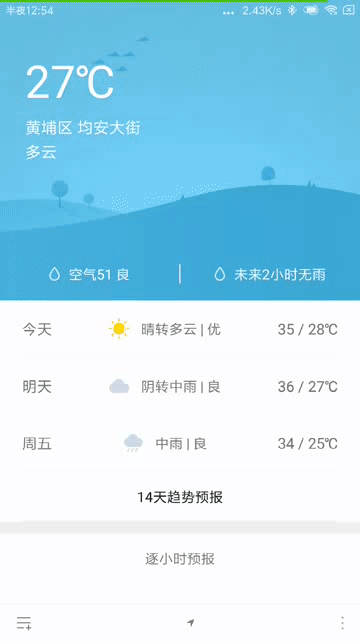 半夜12:54 ... 2.43K/s
27℃
黄埔区 均安大街
多云
空气51 良 未来2小时无雨
今天 晴转多云 | 优 35 / 28℃
明天 阴转中雨 | 良 36 / 27℃
周五 中雨 | 良 34 / 25℃
14天趋势预报
逐小时预报